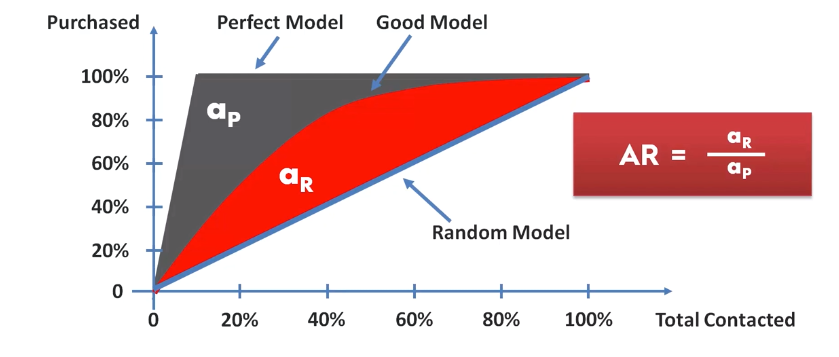 Purchased
Perfect Model
Good Model
100%
80%
60%
40%
20%
0
aP
aR
AR = aR / aP
Random Model
0 20% 40% 60% 80% 100%
Total Contacted